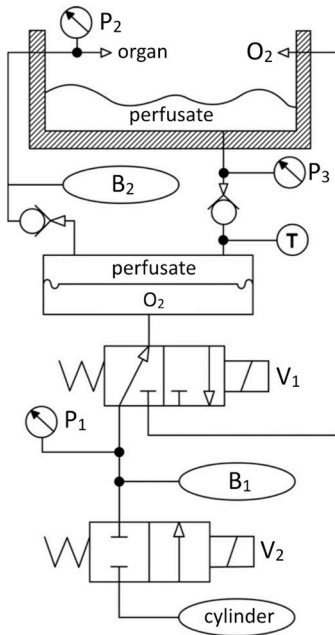 P2
organ
O2
perfusate
B2
P3
T
perfusate
O2
V1
P1
B1
V2
cylinder